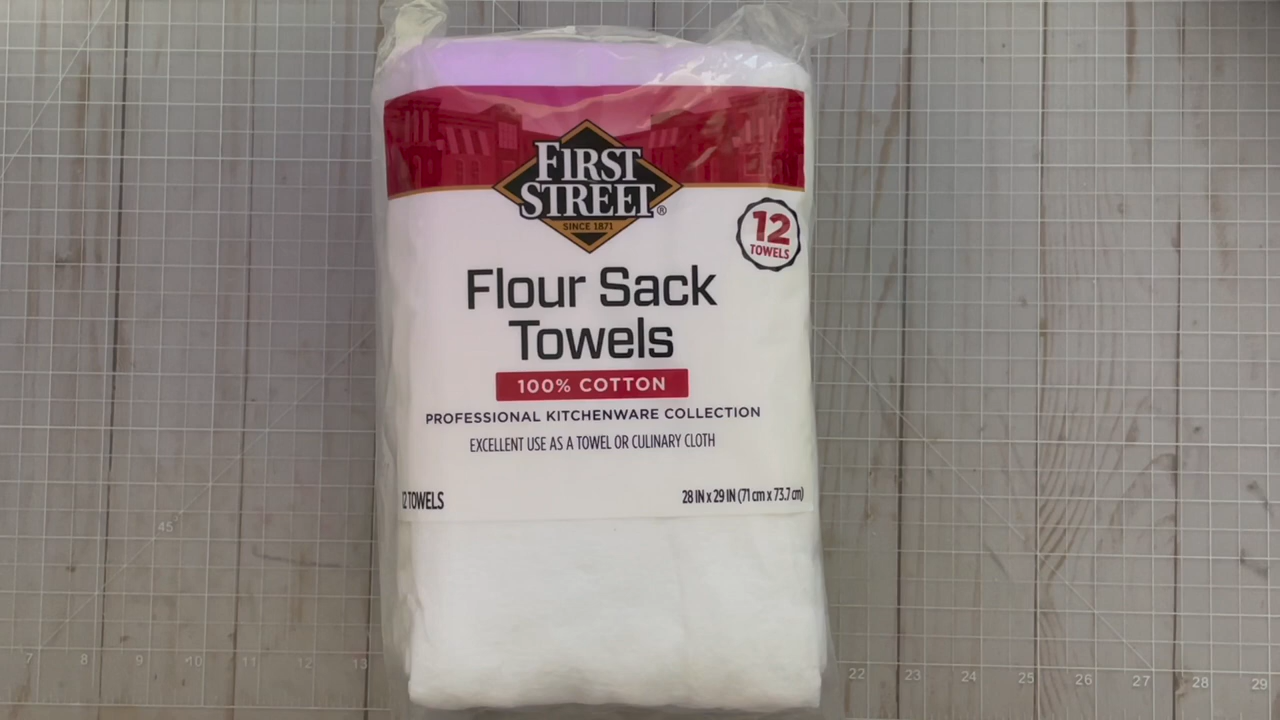 FIRST
STREET®
SINCE 1871
12
TOWELS
Flour Sack
Towels
100% COTTON
PROFESSIONAL KITCHENWARE COLLECTION
EXCELLENT USE AS A TOWEL OR CULINARY CLOTH
12 TOWELS
28 IN x 29 IN (71 cm x 73.7 cm)
45°
7 8 9 10 11 12 13
22 23 24 25 26 27 28 29